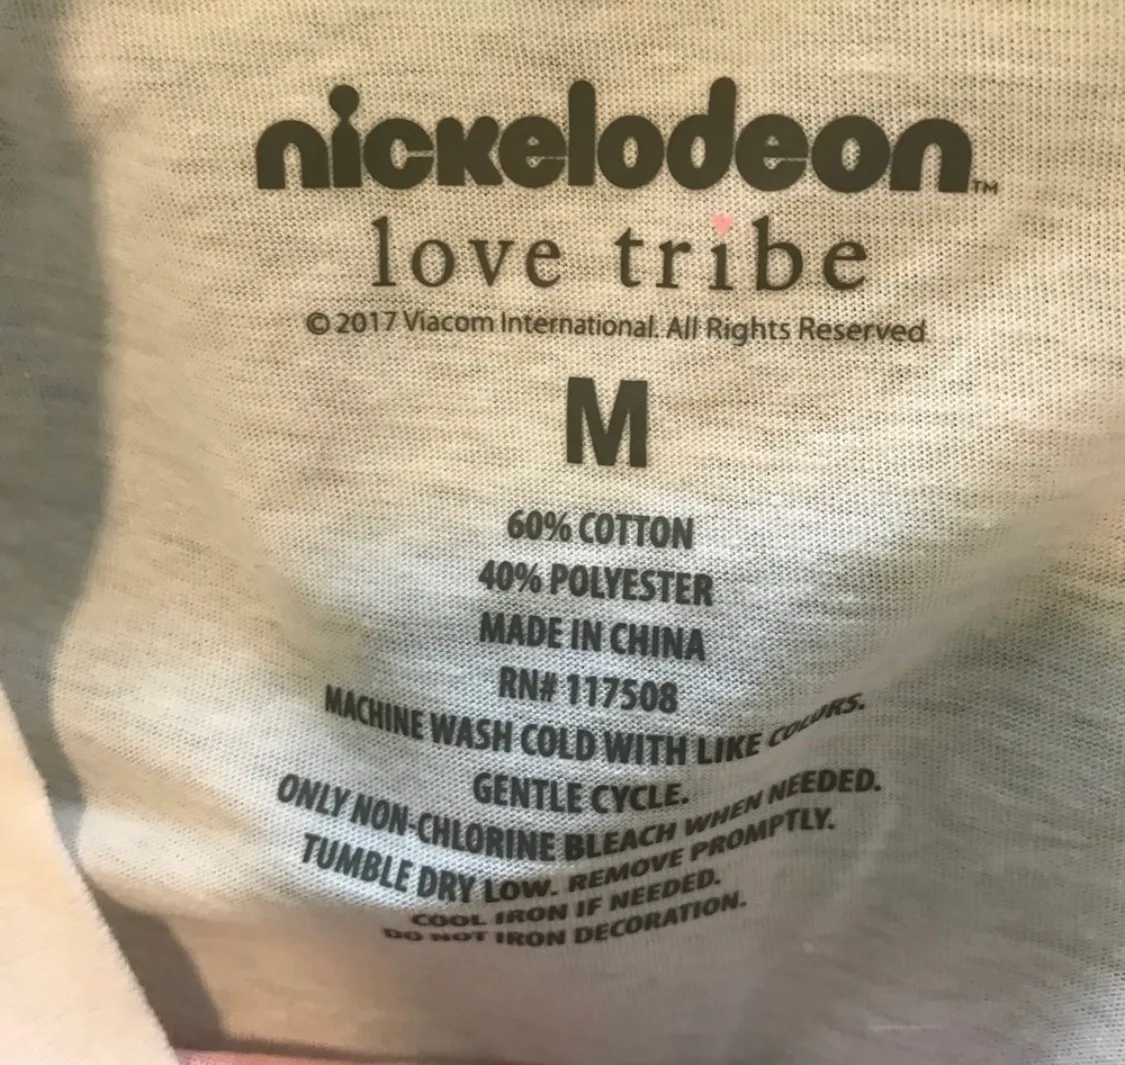 nickelodeon™
love tribe
© 2017 Viacom International. All Rights Reserved
M
60% COTTON
40% POLYESTER
MADE IN CHINA
RN# 117508
MACHINE WASH COLD WITH LIKE COLORS.
GENTLE CYCLE.
ONLY NON-CHLORINE BLEACH WHEN NEEDED.
TUMBLE DRY LOW. REMOVE PROMPTLY.
COOL IRON IF NEEDED.
DO NOT IRON DECORATION.